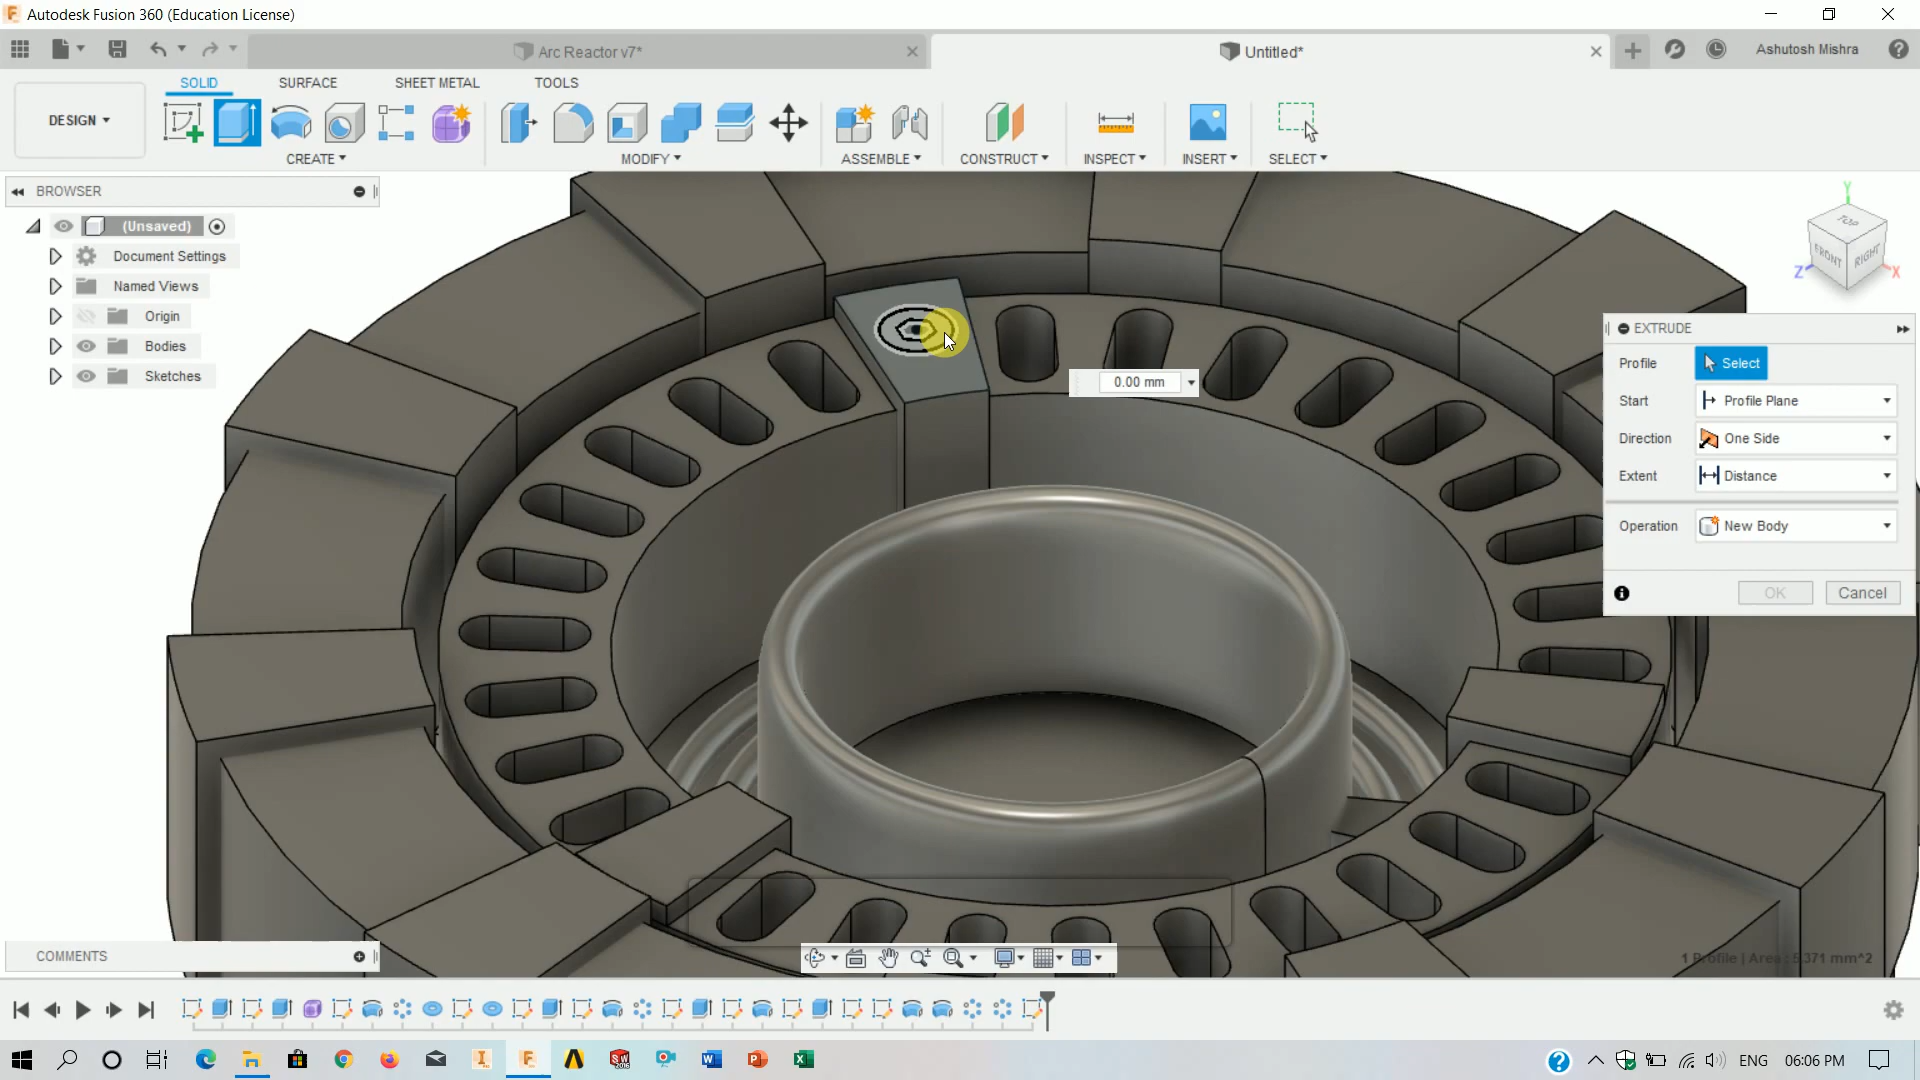 Autodesk Fusion 360 (Education License)
Arc Reactor v7*
Untitled*
Ashutosh Mishra
DESIGN
SOLID
SURFACE
SHEET METAL
TOOLS
CREATE
MODIFY
ASSEMBLE
CONSTRUCT
INSPECT
INSERT
SELECT
BROWSER
(Unsaved)
Document Settings
Named Views
Origin
Bodies
Sketches
Y
TOP
FRONT
RIGHT
Z
X
0.00 mm
EXTRUDE
Profile
Select
Start
Profile Plane
Direction
One Side
Extent
Distance
Operation
New Body
OK
Cancel
COMMENTS
ENG
06:06 PM